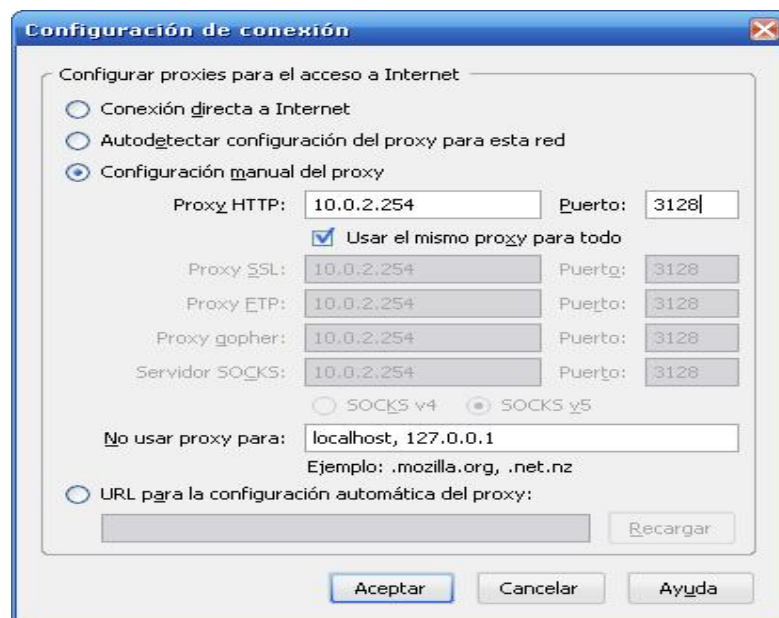 Configuración de conexión
Configurar proxies para el acceso a Internet
Conexión directa a Internet
Autodetectar configuración del proxy para esta red
Configuración manual del proxy
Proxy HTTP: 10.0.2.254 Puerto: 3128
Usar el mismo proxy para todo
Proxy SSL: 10.0.2.254 Puerto: 3128
Proxy FTP: 10.0.2.254 Puerto: 3128
Proxy gopher: 10.0.2.254 Puerto: 3128
Servidor SOCKS: 10.0.2.254 Puerto: 3128
SOCKS v4 SOCKS v5
No usar proxy para: localhost, 127.0.0.1
Ejemplo: .mozilla.org, .net.nz
URL para la configuración automática del proxy:
Recargar
Aceptar Cancelar Ayuda